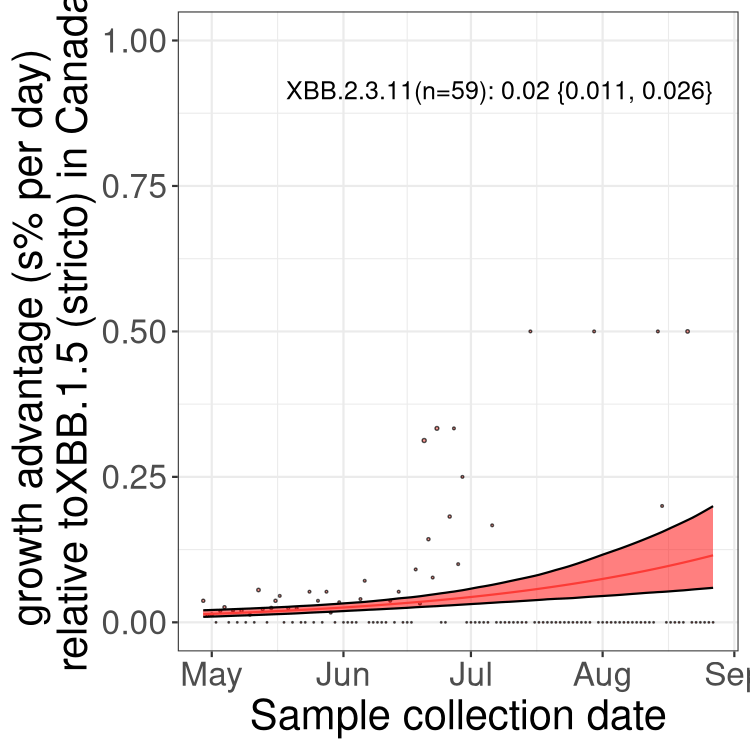 growth advantage (s% per day)
relative toXBB.1.5 (stricto) in Canada
1.00
0.75
0.50
0.25
0.00
XBB.2.3.11(n=59): 0.02 {0.011, 0.026}
May Jun Jul Aug Sep
Sample collection date